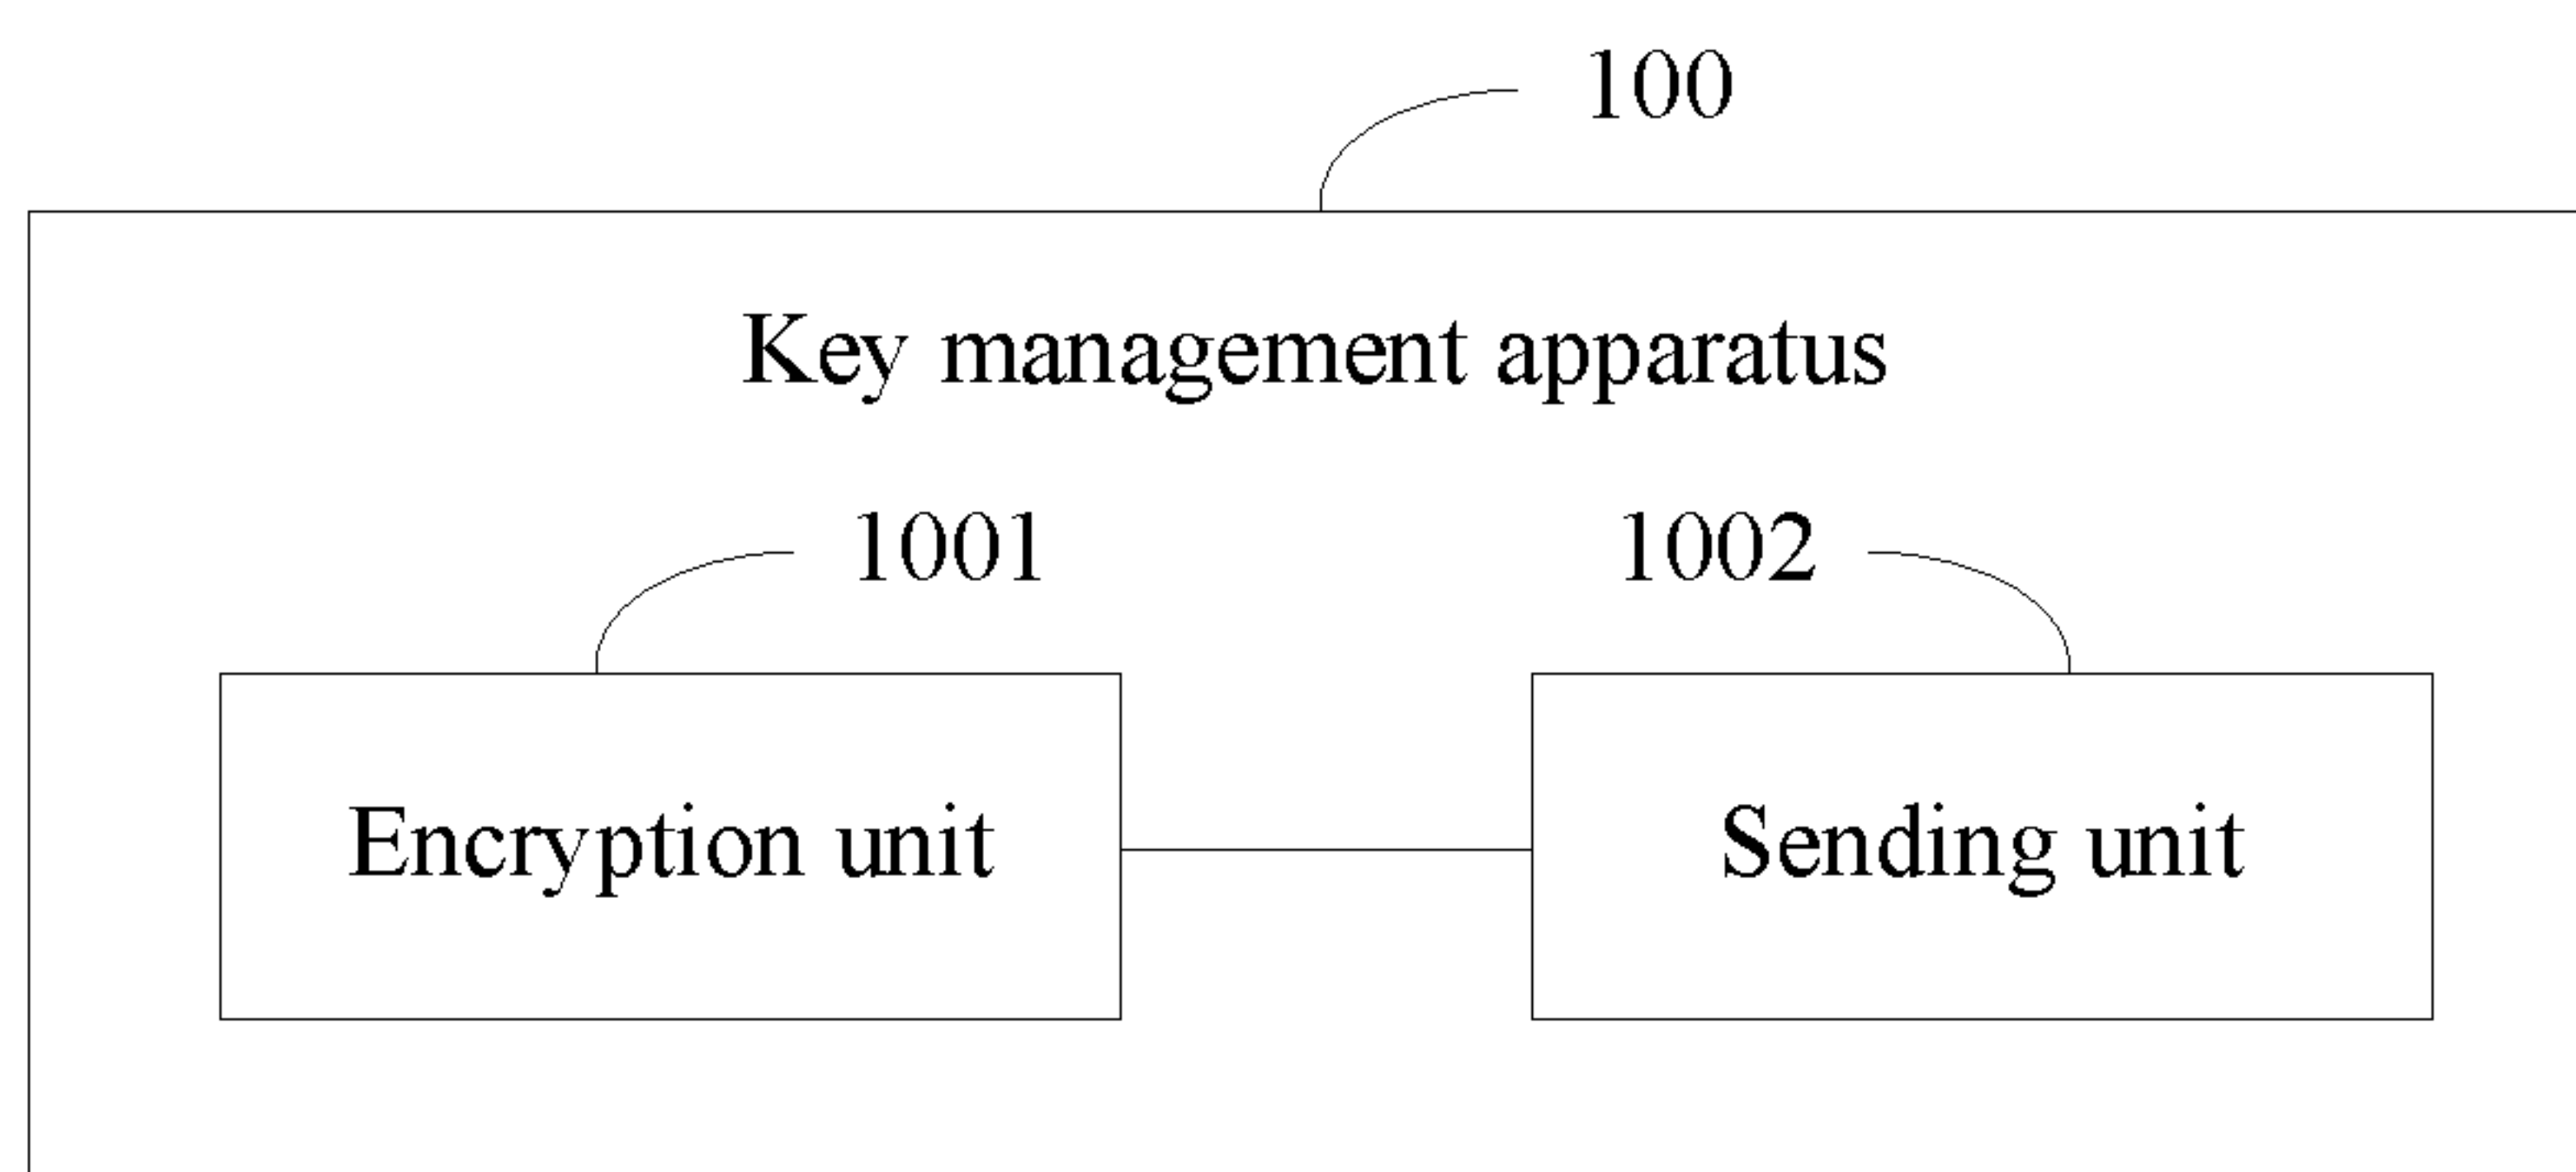 100
Key management apparatus
1001
1002
Encryption unit
Sending unit